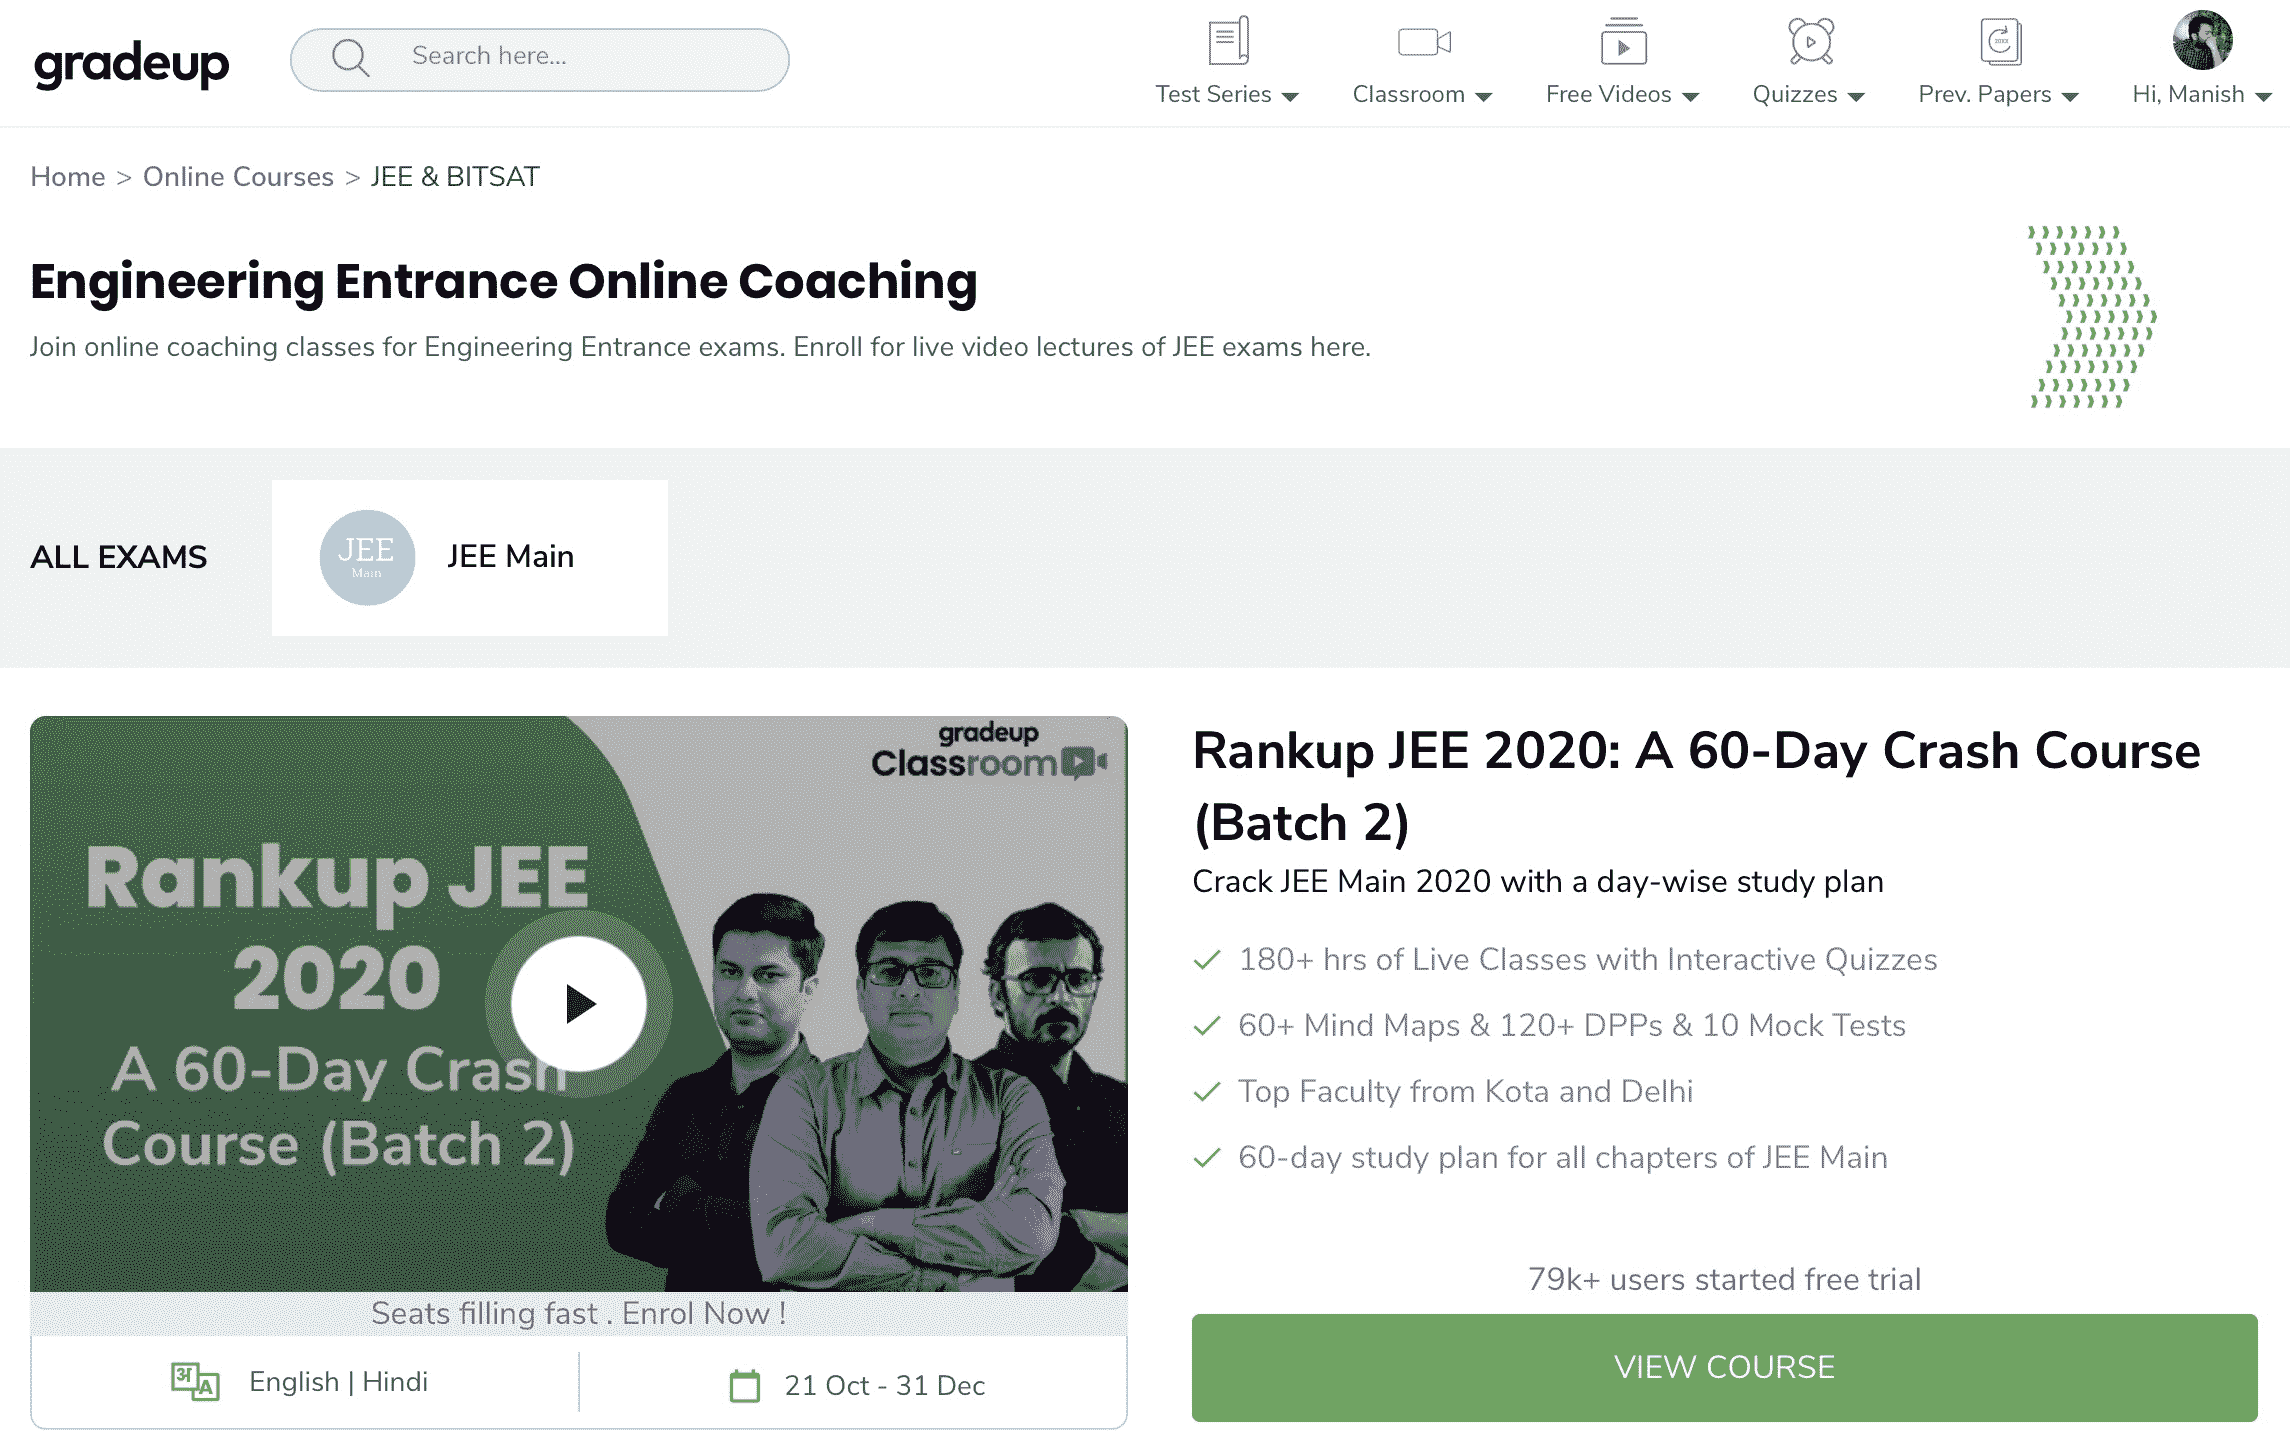 gradeup
Search here...
Test Series
Classroom
Free Videos
Quizzes
Prev. Papers
Hi, Manish
Home > Online Courses > JEE & BITSAT
Engineering Entrance Online Coaching
Join online coaching classes for Engineering Entrance exams. Enroll for live video lectures of JEE exams here.
ALL EXAMS
JEE
Main
JEE Main
gradeup
Classroom
Rankup JEE
2020
A 60-Day Crash
Course (Batch 2)
Seats filling fast . Enrol Now !
अ
A
English | Hindi
21 Oct - 31 Dec
Rankup JEE 2020: A 60-Day Crash Course
(Batch 2)
Crack JEE Main 2020 with a day-wise study plan
180+ hrs of Live Classes with Interactive Quizzes
60+ Mind Maps & 120+ DPPs & 10 Mock Tests
Top Faculty from Kota and Delhi
60-day study plan for all chapters of JEE Main
79k+ users started free trial
VIEW COURSE